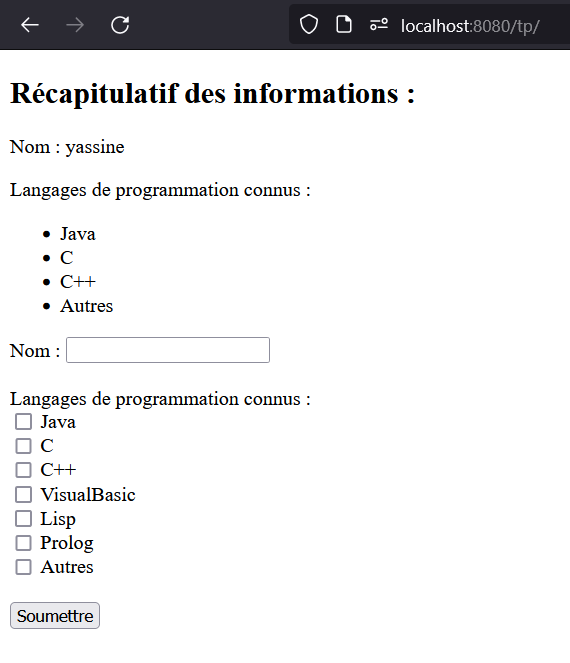 localhost:8080/tp/
Récapitulatif des informations :
Nom : yassine
Langages de programmation connus :
Java
C
C++
Autres
Nom :
Langages de programmation connus :
Java
C
C++
VisualBasic
Lisp
Prolog
Autres
Soumettre